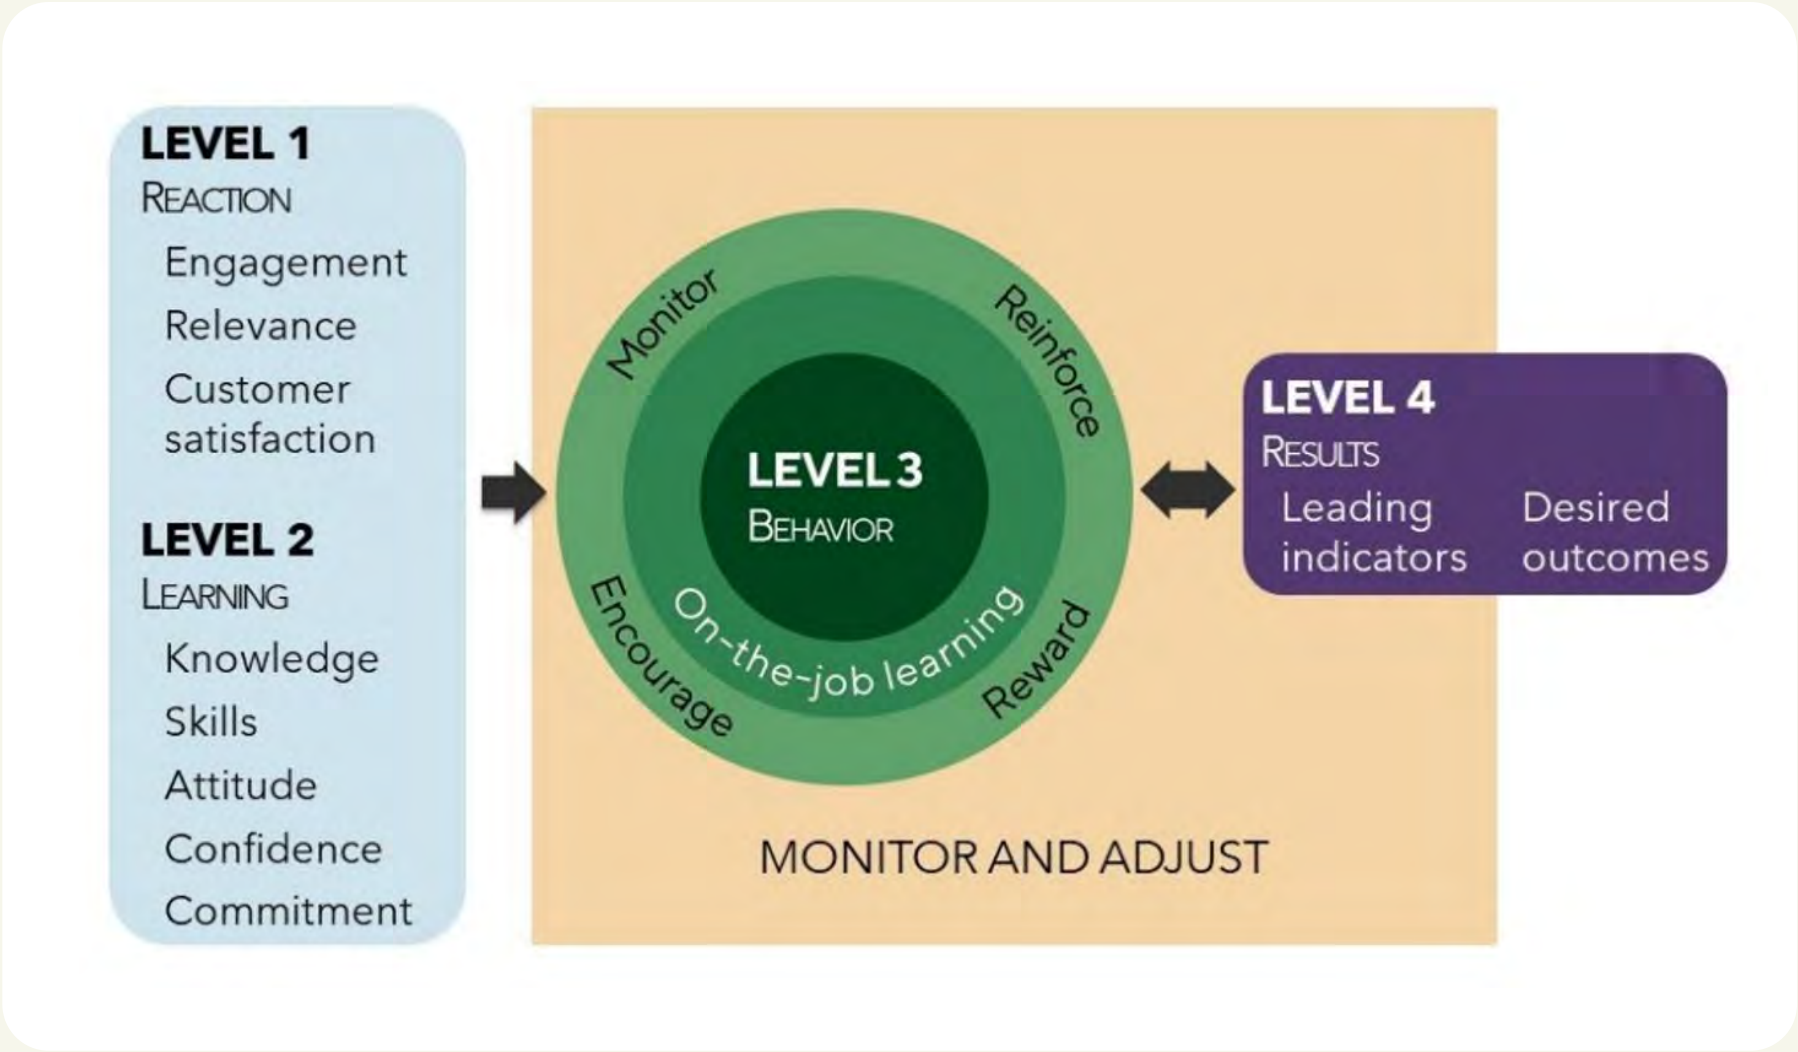 LEVEL 1
REACTION
Engagement
Relevance
Customer
satisfaction
LEVEL 2
LEARNING
Knowledge
Skills
Attitude
Confidence
Commitment
Monitor
Reinforce
LEVEL 3
BEHAVIOR
On-the-job learning
Encourage
Reward
MONITOR AND ADJUST
LEVEL 4
RESULTS
Leading
indicators
Desired
outcomes